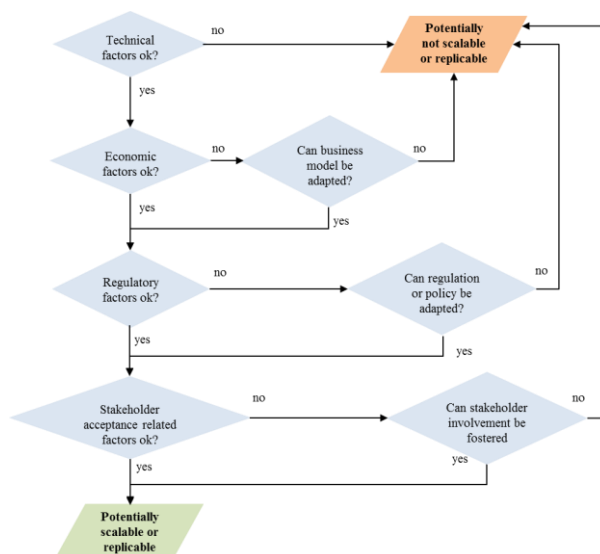 Technical
factors ok?
no
Potentially
not scalable
or replicable
yes
Economic
factors ok?
no
Can business
model be
adapted?
no
yes
yes
Regulatory
factors ok?
no
Can regulation
or policy be
adapted?
no
yes
yes
Stakeholder
acceptance related
factors ok?
no
Can stakeholder
involvement be
fostered
no
yes
yes
Potentially
scalable or
replicable